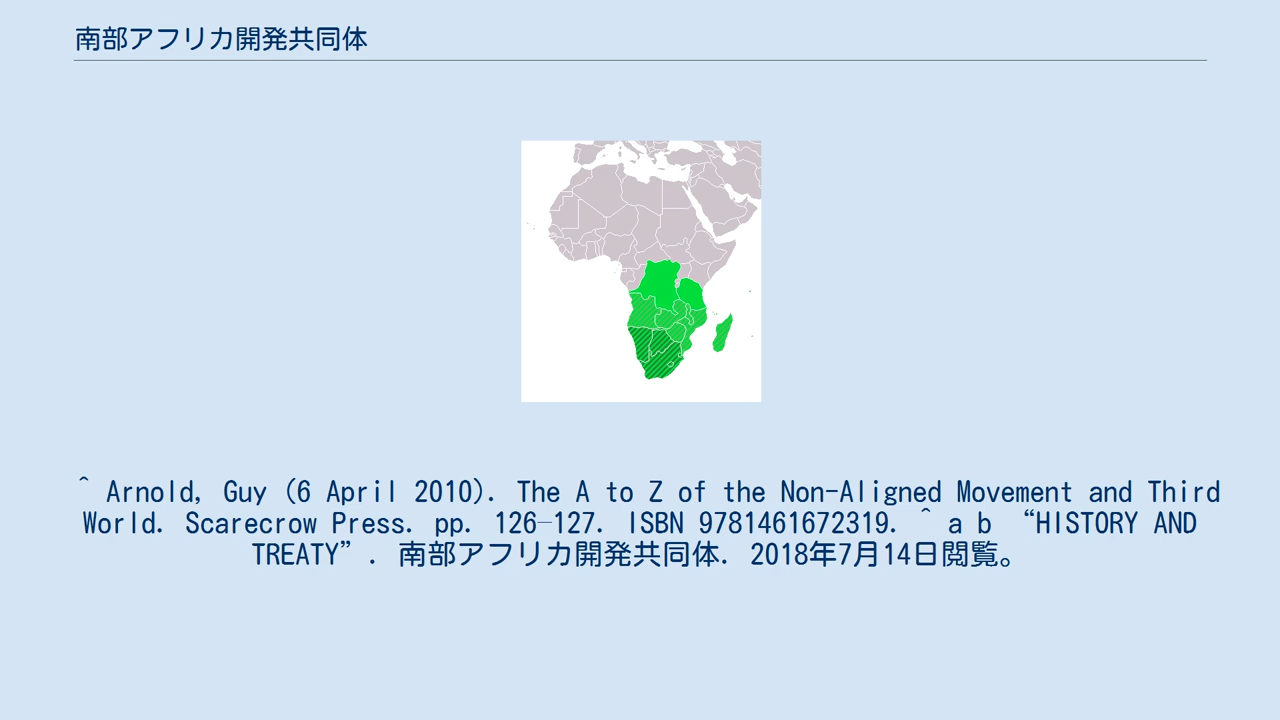 南部アフリカ開発共同体
^ Arnold, Guy (6 April 2010). The A to Z of the Non-Aligned Movement and Third
World. Scarecrow Press. pp. 126–127. ISBN 9781461672319. ^ a b “HISTORY AND
TREATY”. 南部アフリカ開発共同体. 2018年7月14日閲覧。